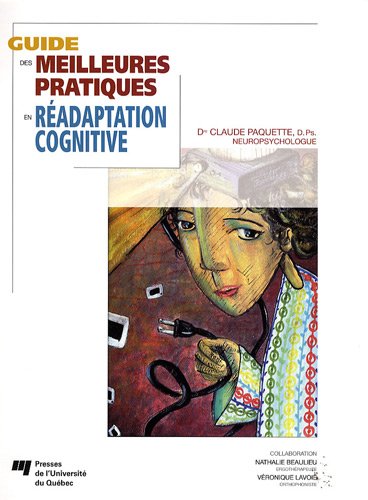 GUIDE
DES MEILLEURES
PRATIQUES
EN RÉADAPTATION
COGNITIVE
Dre CLAUDE PAQUETTE, D. Ps.
NEUROPSYCHOLOGUE
COLLABORATION
NATHALIE BEAULIEU
ERGOTHÉRAPEUTE
VÉRONIQUE LAVOIE
ORTHOPHONISTE
Presses
de l'Université
du Québec